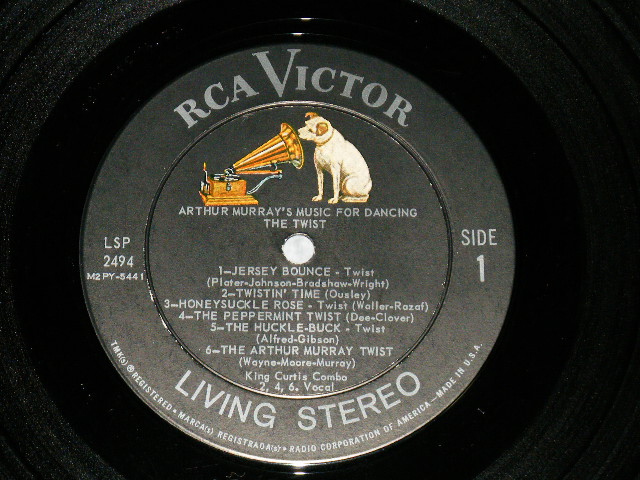 RCA VICTOR
ARTHUR MURRAY'S MUSIC FOR DANCING
THE TWIST
LSP
2494
M2PY-5441
SIDE
1
1—JERSEY BOUNCE - Twist
(Plater-Johnson-Bradshaw-Wright)
2—TWISTIN' TIME (Ousley)
3—HONEYSUCKLE ROSE - Twist (Waller-Razaf)
4—THE PEPPERMINT TWIST (Dee-Clover)
5—THE HUCKLE-BUCK - Twist
(Alfred-Gibson)
6—THE ARTHUR MURRAY TWIST
(Wayne-Moore-Murray)
King Curtis Combo
2, 4, 6. Vocal
LIVING STEREO
TMK(s) ® REGISTERED • MARCA(s) REGISTRADA(s) • RADIO CORPORATION OF AMERICA—MADE IN U.S.A.